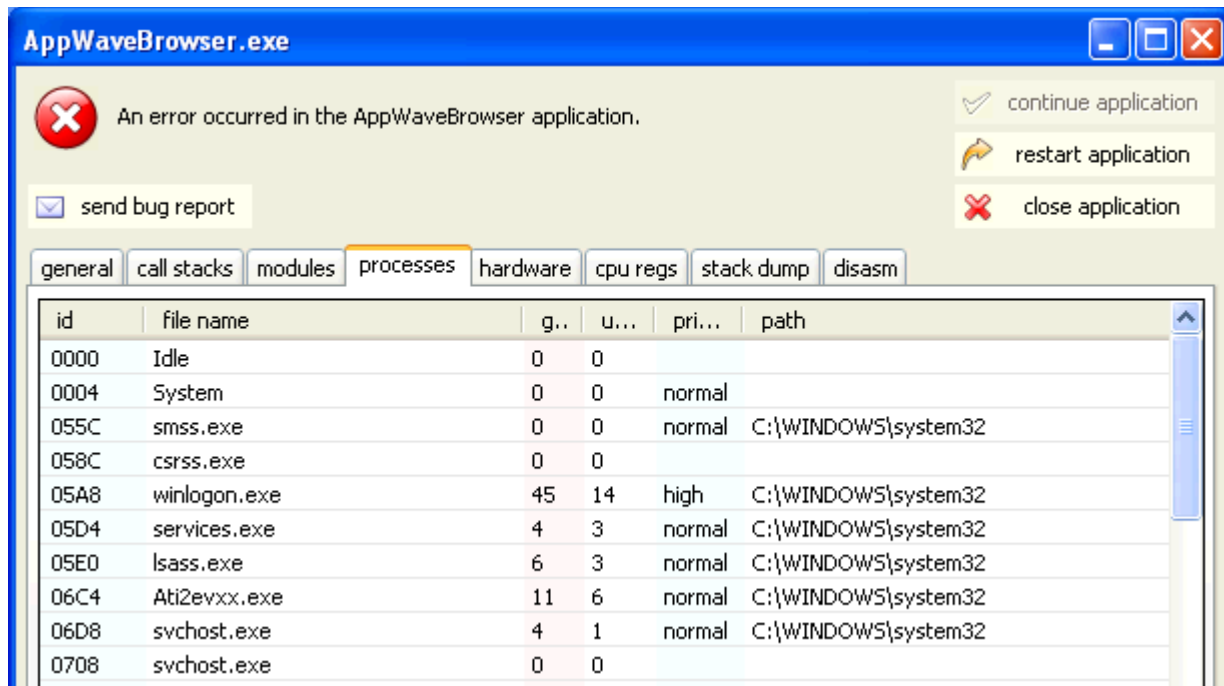 AppWaveBrowser.exe
An error occurred in the AppWaveBrowser application.
continue application
restart application
send bug report
close application
general call stacks modules processes hardware cpu regs stack dump disasm
id file name g.. u... pri... path
0000 Idle 0 0
0004 System 0 0 normal
055C smss.exe 0 0 normal C:\WINDOWS\system32
058C csrss.exe 0 0
05A8 winlogon.exe 45 14 high C:\WINDOWS\system32
05D4 services.exe 4 3 normal C:\WINDOWS\system32
05E0 lsass.exe 6 3 normal C:\WINDOWS\system32
06C4 Ati2evxx.exe 11 6 normal C:\WINDOWS\system32
06D8 svchost.exe 4 1 normal C:\WINDOWS\system32
0708 svchost.exe 0 0